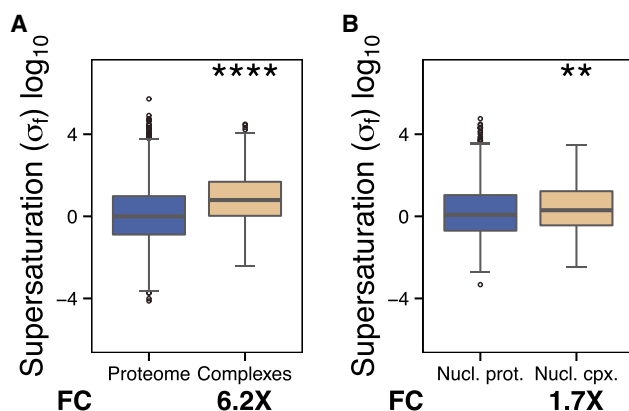 A
Supersaturation (σf) log10
****
4
0
−4
Proteome Complexes
FC 6.2X
B
Supersaturation (σf) log10
**
4
0
−4
Nucl. prot. Nucl. cpx.
FC 1.7X